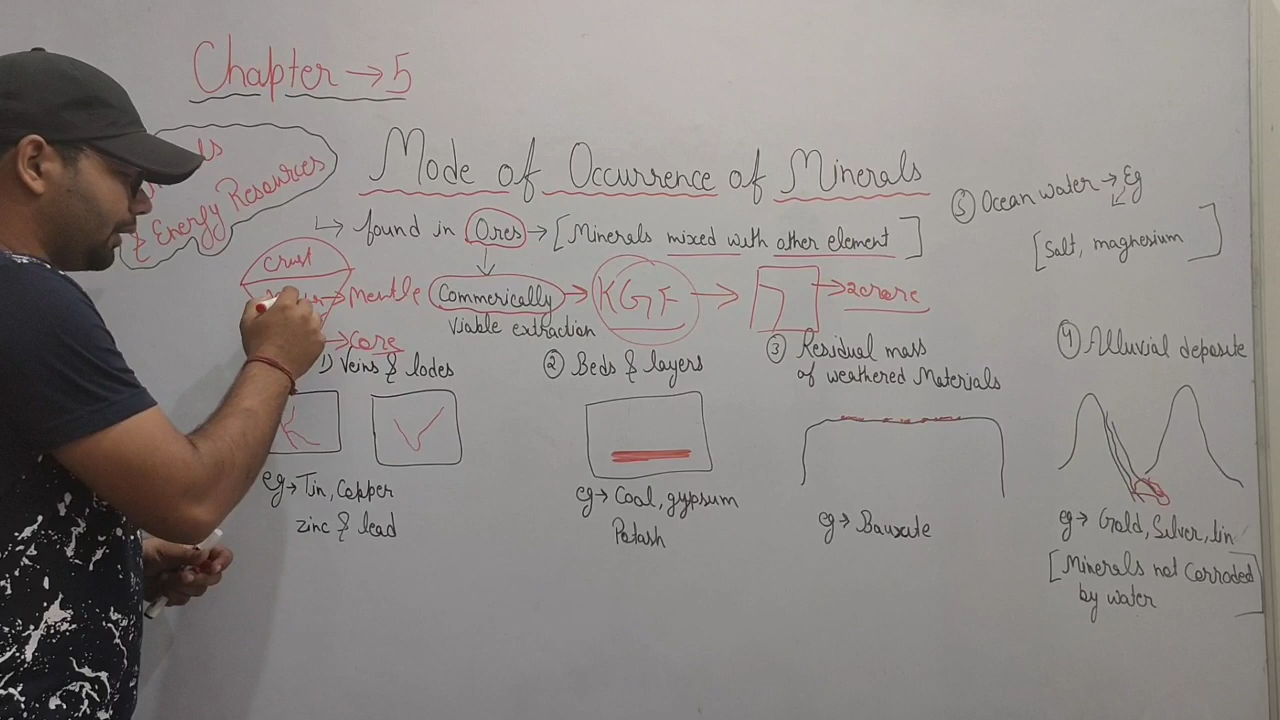 Chapter → 5
& Energy Resources
Mode of Occurrence of Minerals
↳ found in Ores → [Minerals mixed with other element]
Crust
→ Mentle
→ Core
Commerically → KGF → → 2crore
viable extraction
1) Veins & lodes
eg → Tin, Copper
zinc & lead
② Beds & layers
eg → Coal, gypsum
Potash
③ Residual mass
of weathered Materials
eg → Bauxate
④ Alluvial deposite
eg → Gold, Silver, tin
[Minerals not Corroded
by water]
⑤ Ocean water → Eg
[Salt, magnesium]